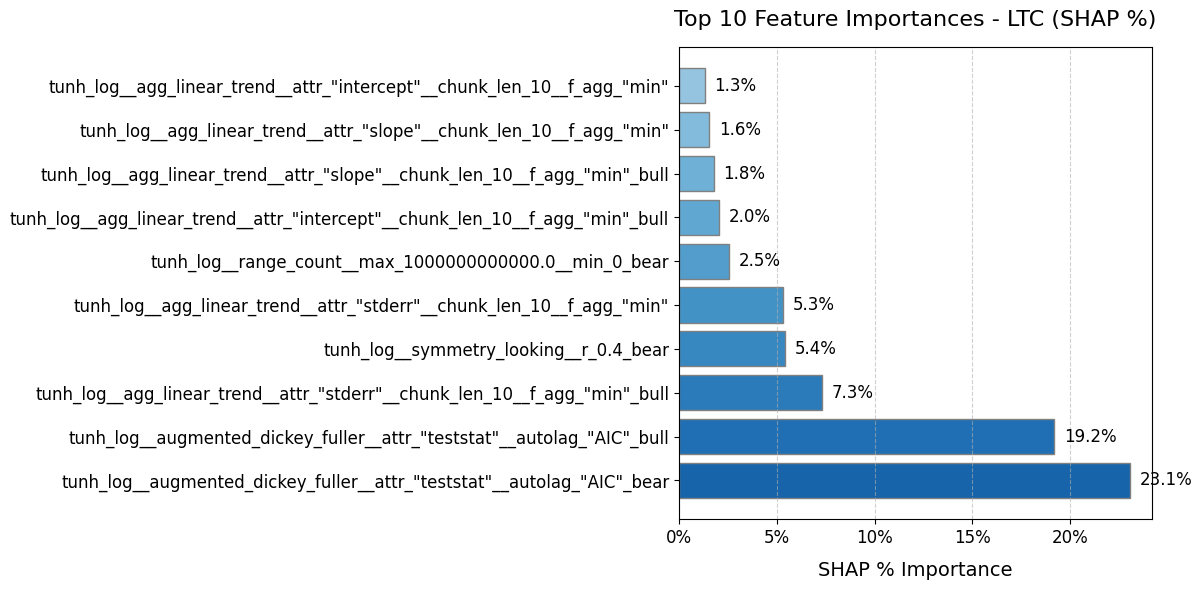 Top 10 Feature Importances - LTC (SHAP %)
tunh_log__agg_linear_trend__attr_"intercept"__chunk_len_10__f_agg_"min" 1.3%
tunh_log__agg_linear_trend__attr_"slope"__chunk_len_10__f_agg_"min" 1.6%
tunh_log__agg_linear_trend__attr_"slope"__chunk_len_10__f_agg_"min"_bull 1.8%
tunh_log__agg_linear_trend__attr_"intercept"__chunk_len_10__f_agg_"min"_bull 2.0%
tunh_log__range_count__max_1000000000000.0__min_0_bear 2.5%
tunh_log__agg_linear_trend__attr_"stderr"__chunk_len_10__f_agg_"min" 5.3%
tunh_log__symmetry_looking__r_0.4_bear 5.4%
tunh_log__agg_linear_trend__attr_"stderr"__chunk_len_10__f_agg_"min"_bull 7.3%
tunh_log__augmented_dickey_fuller__attr_"teststat"__autolag_"AIC"_bull 19.2%
tunh_log__augmented_dickey_fuller__attr_"teststat"__autolag_"AIC"_bear 23.1%
0% 5% 10% 15% 20%
SHAP % Importance